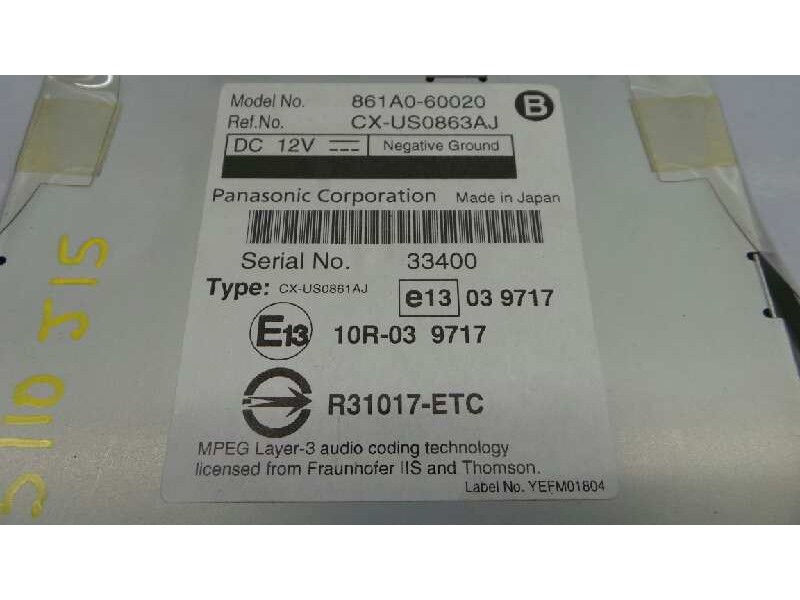 Model No. 861A0-60020 B
Ref.No. CX-US0863AJ
DC 12V Negative Ground
Panasonic Corporation Made in Japan
Serial No. 33400
Type: CX-US0861AJ e13 03 9717
E13 10R-03 9717
R31017-ETC
MPEG Layer-3 audio coding technology
licensed from Fraunhofer IIS and Thomson.
Label No. YEFM01804
5110 J15